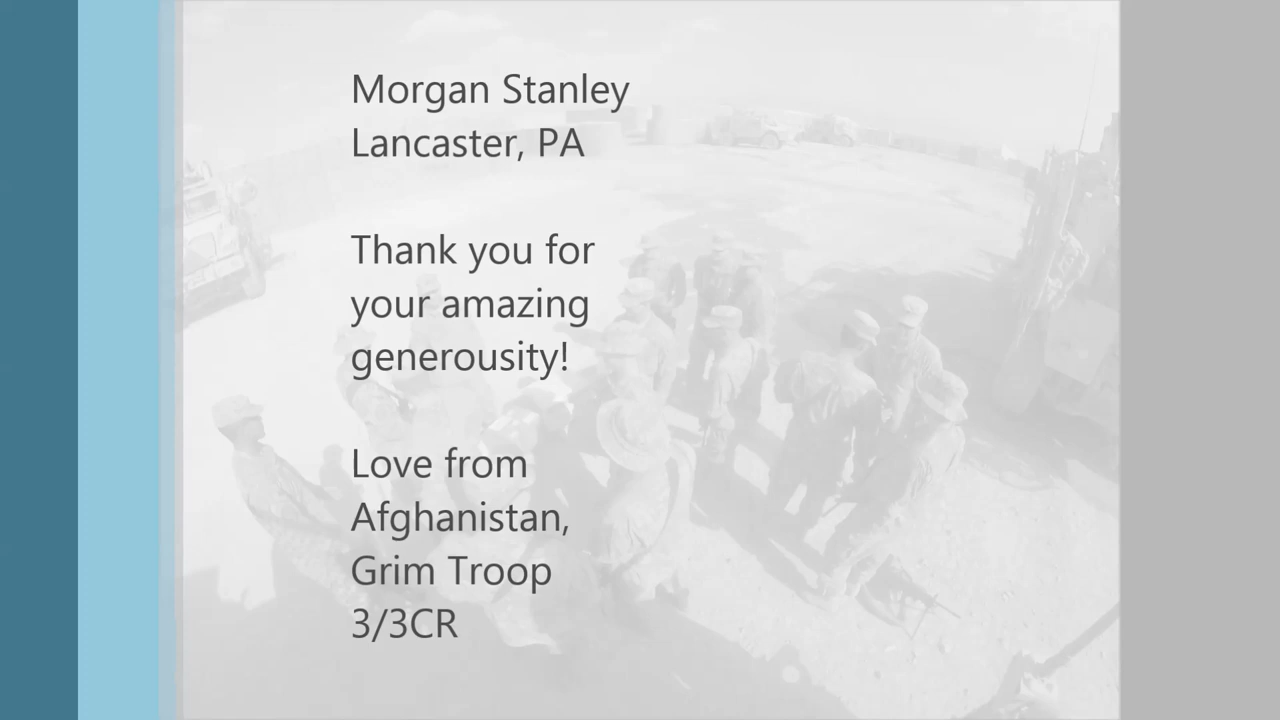 Morgan Stanley
Lancaster, PA
Thank you for
your amazing
generousity!
Love from
Afghanistan,
Grim Troop
3/3CR